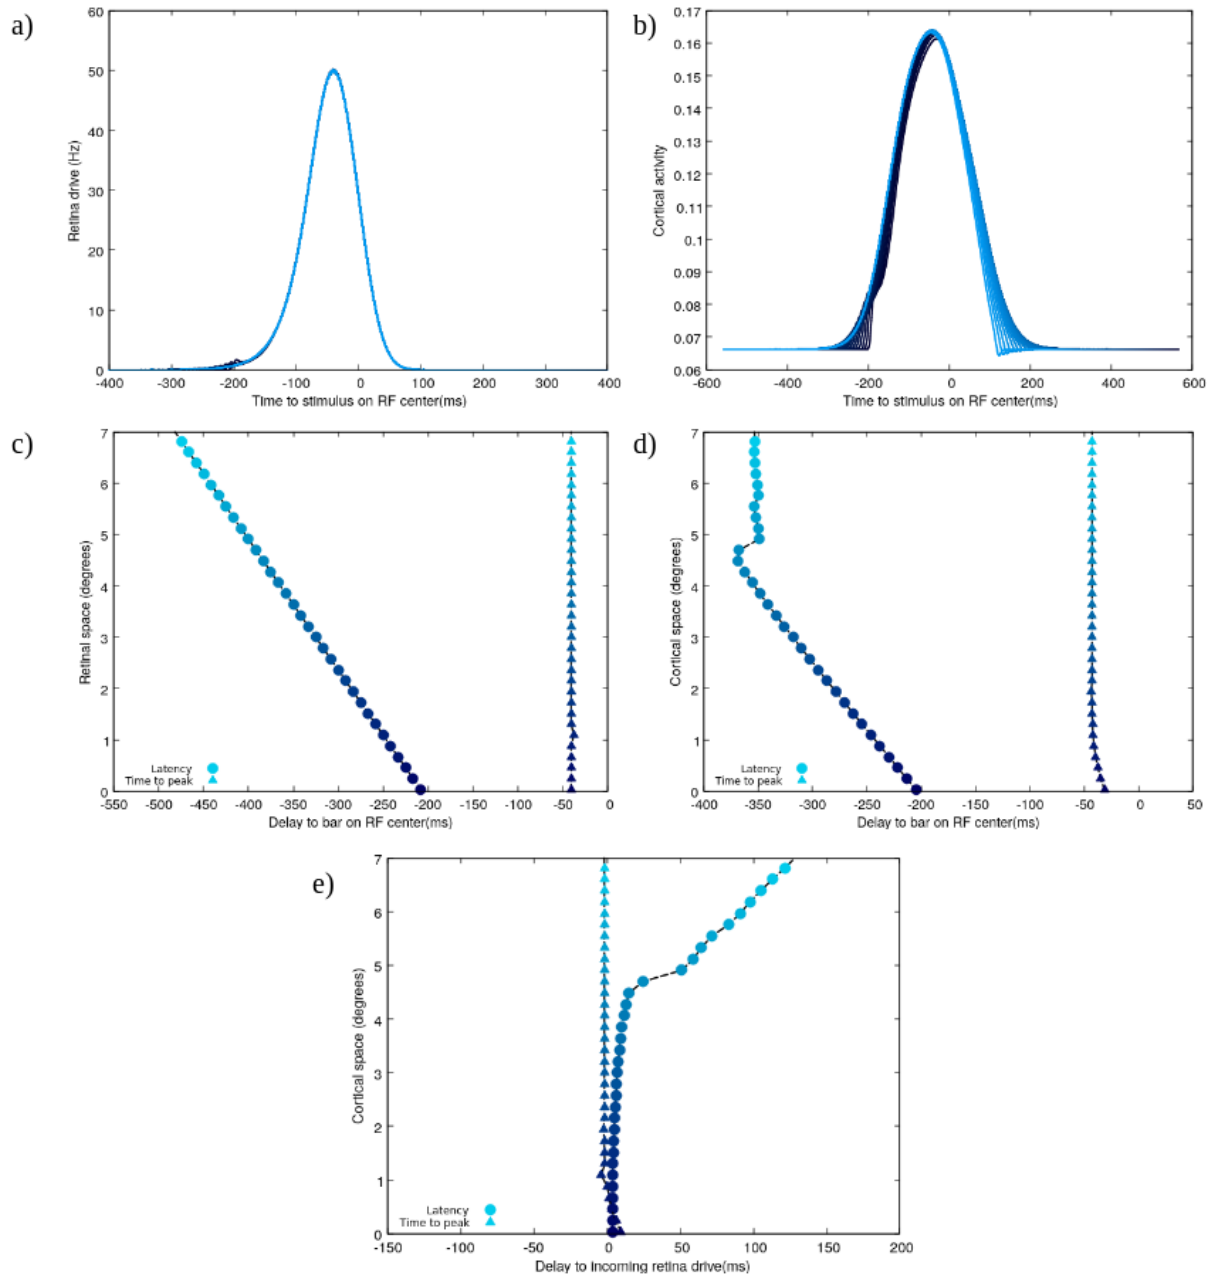 a)
60
50
40
30
20
10
0
Retina drive (Hz)
-400 -300 -200 -100 0 100 200 300 400
Time to stimulus on RF center(ms)
b)
0.17
0.16
0.15
0.14
0.13
0.12
0.11
0.1
0.09
0.08
0.07
0.06
Cortical activity
-600 -400 -200 0 200 400 600
Time to stimulus on RF center(ms)
c)
7
6
5
4
3
2
1
0
Retinal space (degrees)
Latency
Time to peak
-550 -500 -450 -400 -350 -300 -250 -200 -150 -100 -50 0
Delay to bar on RF center(ms)
d)
7
6
5
4
3
2
1
0
Cortical space (degrees)
Latency
Time to peak
-400 -350 -300 -250 -200 -150 -100 -50 0 50
Delay to bar on RF center(ms)
e)
7
6
5
4
3
2
1
0
Cortical space (degrees)
Latency
Time to peak
-150 -100 -50 0 50 100 150 200
Delay to incoming retina drive(ms)